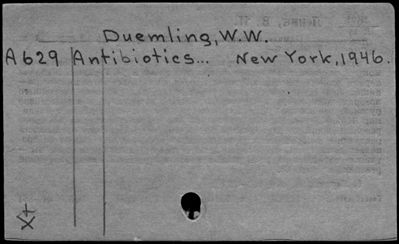 Duemling, W.W.
A629 Antibiotics... New York, 1946.
X+